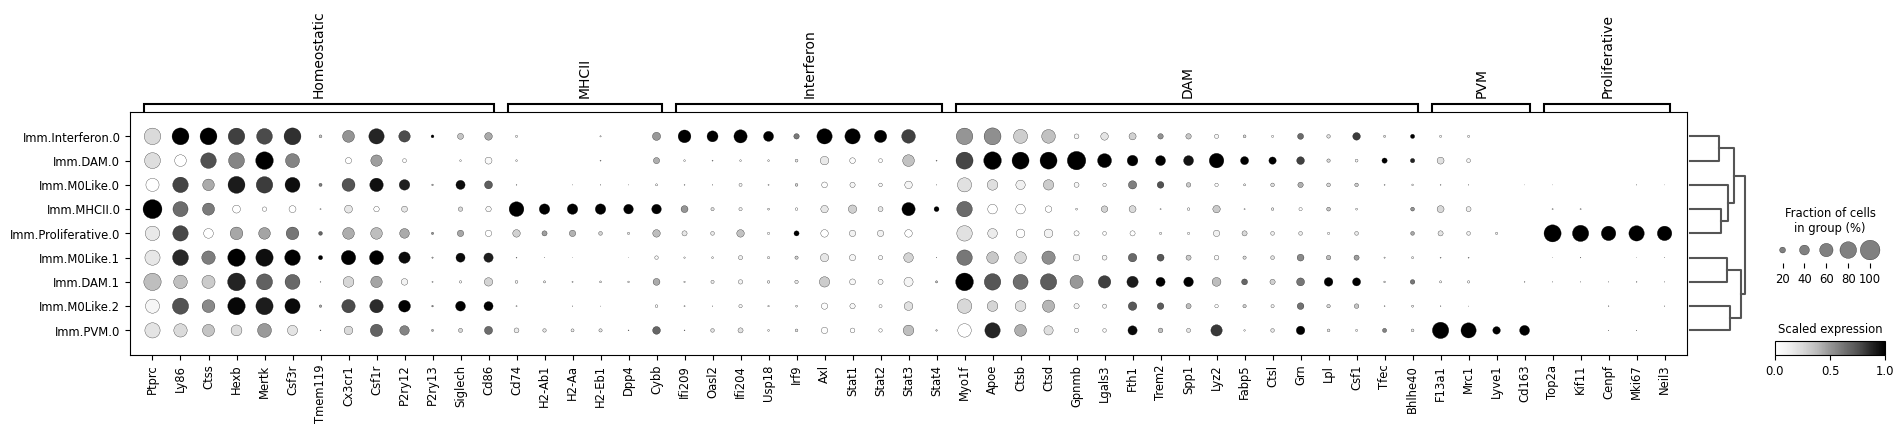 Homeostatic
MHCII
Interferon
DAM
PVM
Proliferative
Imm.Interferon.0
Imm.DAM.0
Imm.M0Like.0
Imm.MHCII.0
Imm.Proliferative.0
Imm.M0Like.1
Imm.DAM.1
Imm.M0Like.2
Imm.PVM.0
Ptprc
Ly86
Ctss
Hexb
Mertk
Csf3r
Tmem119
Cx3cr1
Csf1r
P2ry12
P2ry13
Siglech
Cd86
Cd74
H2-Ab1
H2-Aa
H2-Eb1
Dpp4
Cybb
Ifi209
Oasl2
Ifi204
Usp18
Irf9
Axl
Stat1
Stat2
Stat3
Stat4
Myo1f
Apoe
Ctsb
Ctsd
Gpnmb
Lgals3
Fth1
Trem2
Spp1
Lyz2
Fabp5
Ctsl
Grn
Lpl
Csf1
Tfec
Bhlhe40
F13a1
Mrc1
Lyve1
Cd163
Top2a
Kif11
Cenpf
Mki67
Neil3
Fraction of cells
in group (%)
20 40 60 80 100
Scaled expression
0.0 0.5 1.0